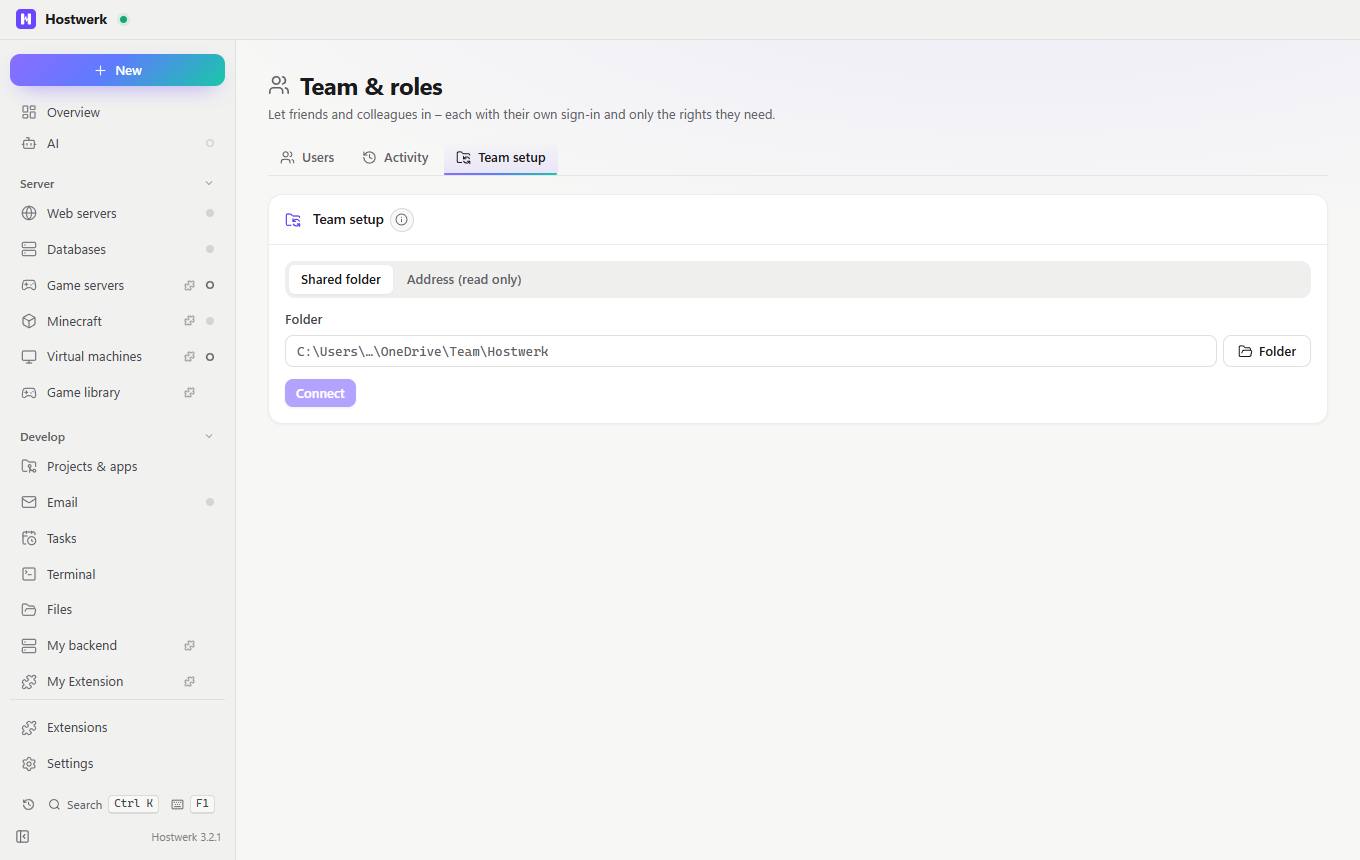 Hostwerk
New
Overview
AI
Server
Web servers
Databases
Game servers
Minecraft
Virtual machines
Game library
Develop
Projects & apps
Email
Tasks
Terminal
Files
My backend
My Extension
Extensions
Settings
Search Ctrl K F1
Hostwerk 3.2.1
Team & roles
Let friends and colleagues in – each with their own sign-in and only the rights they need.
Users Activity Team setup
Team setup
Shared folder Address (read only)
Folder
C:\Users\…\OneDrive\Team\Hostwerk Folder
Connect